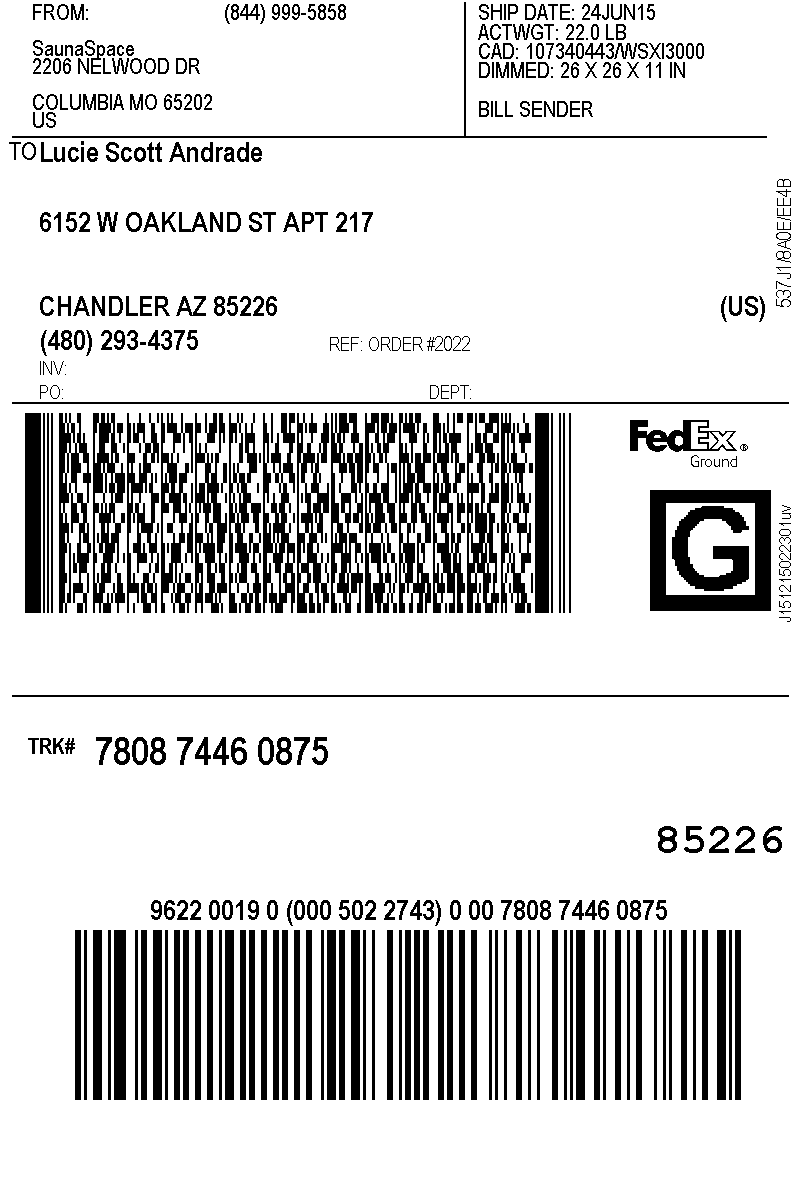 FROM: (844) 999-5858
SaunaSpace
2206 NELWOOD DR
COLUMBIA MO 65202
US
SHIP DATE: 24JUN15
ACTWGT: 22.0 LB
CAD: 107340443/WSXI3000
DIMMED: 26 X 26 X 11 IN
BILL SENDER
TO Lucie Scott Andrade
6152 W OAKLAND ST APT 217
CHANDLER AZ 85226 (US)
(480) 293-4375 REF: ORDER #2022
INV:
PO: DEPT:
537J1/8A0E/EE4B
FedEx®
Ground
G
J151215022301uv
TRK# 7808 7446 0875
85226
9622 0019 0 (000 502 2743) 0 00 7808 7446 0875